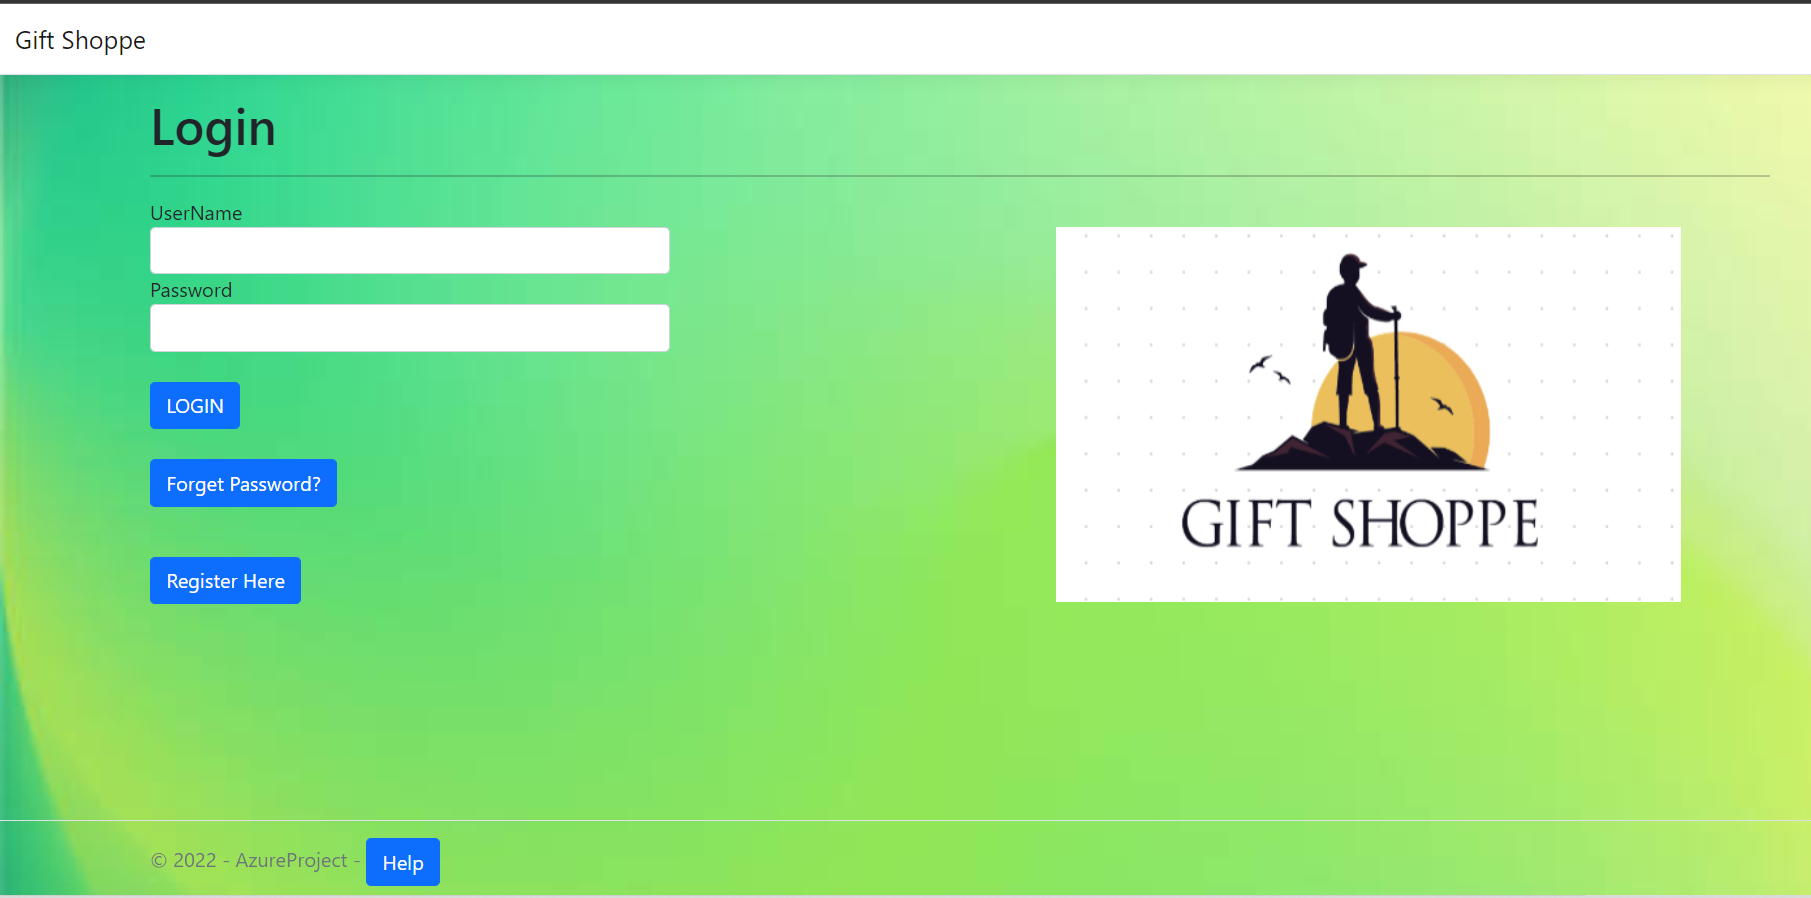 Gift Shoppe
Login
UserName
Password
LOGIN
Forget Password?
Register Here
GIFT SHOPPE
© 2022 - AzureProject - Help